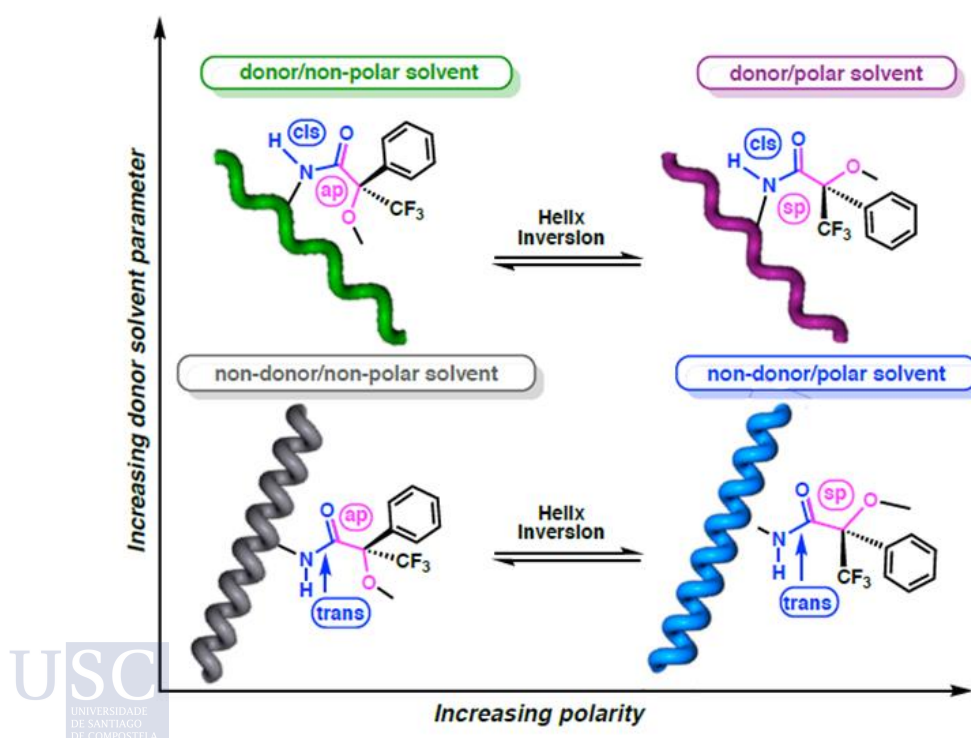 donor/non-polar solvent
donor/polar solvent
Increasing donor solvent parameter
H
cis
O
N
ap
O
CF3
Helix
Inversion
H
cis
O
N
O
sp
CF3
non-donor/non-polar solvent
non-donor/polar solvent
O
ap
N
H
CF3
O
trans
Helix
Inversion
O
sp
O
N
H
CF3
trans
USC
UNIVERSIDADE
DE SANTIAGO
DE COMPOSTELA
Increasing polarity